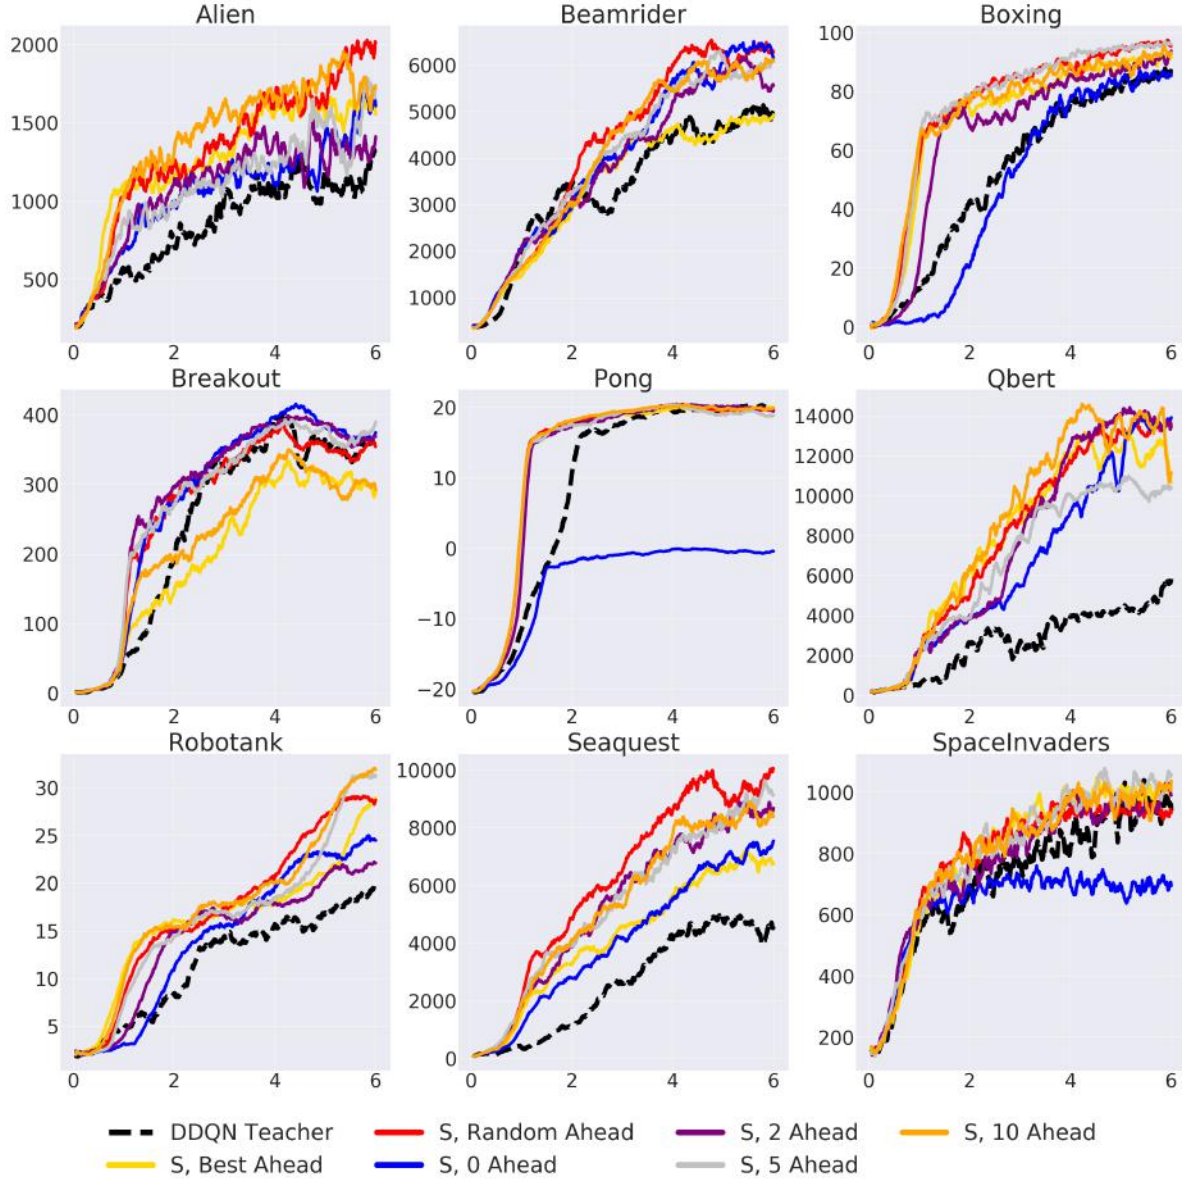 Alien
Beamrider
Boxing
2000
1500
1000
500
0 2 4 6
6000
5000
4000
3000
2000
1000
0 2 4 6
100
80
60
40
20
0
0 2 4 6
Breakout
Pong
Qbert
400
300
200
100
0
0 2 4 6
20
10
0
−10
−20
0 2 4 6
14000
12000
10000
8000
6000
4000
2000
0
0 2 4 6
Robotank
Seaquest
SpaceInvaders
30
25
20
15
10
5
0 2 4 6
10000
8000
6000
4000
2000
0
0 2 4 6
1000
800
600
400
200
0 2 4 6
DDQN Teacher
S, Random Ahead
S, 2 Ahead
S, 10 Ahead
S, Best Ahead
S, 0 Ahead
S, 5 Ahead